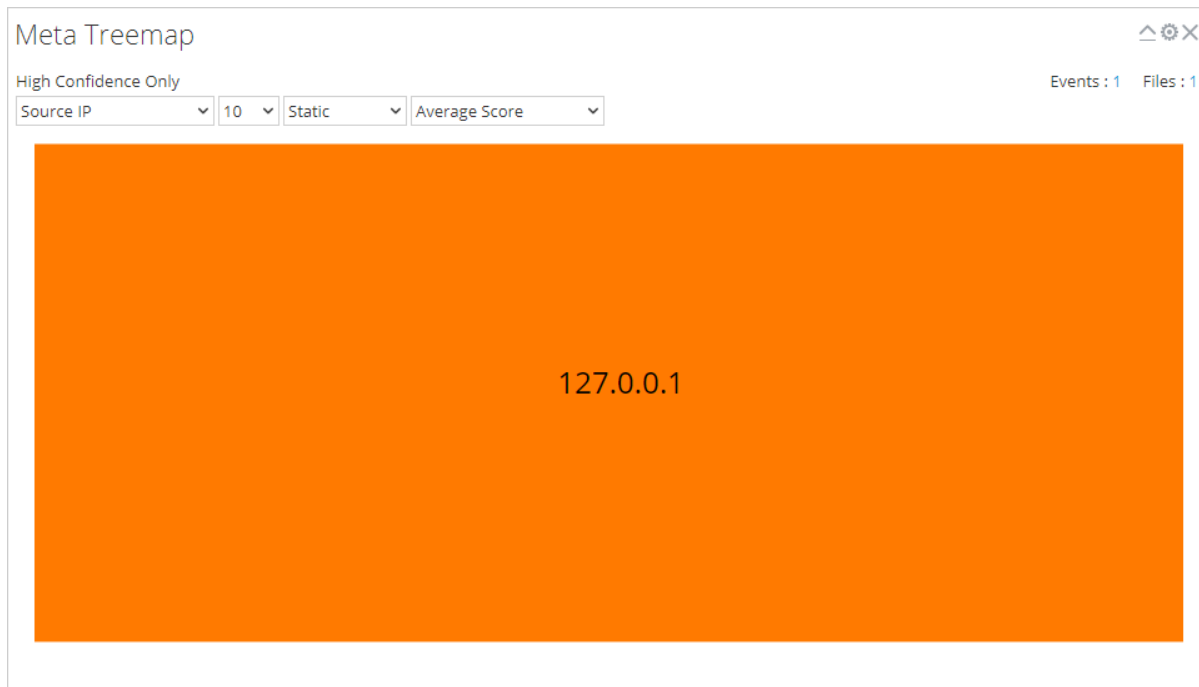 Meta Treemap
High Confidence Only
Events : 1 Files : 1
Source IP 10 Static Average Score
127.0.0.1